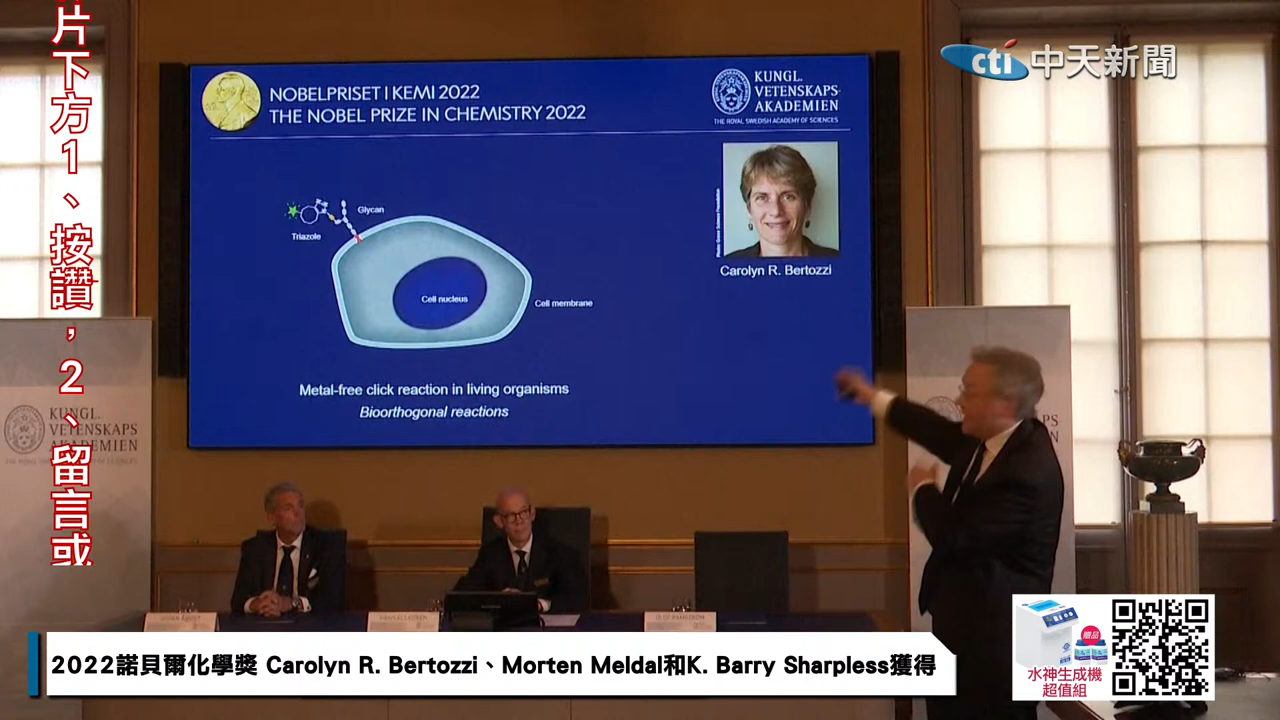 片下方1、按讚，2、留言或
cti 中天新聞
NOBELPRISET I KEMI 2022
THE NOBEL PRIZE IN CHEMISTRY 2022
KUNGL.
VETENSKAPS
AKADEMIEN
THE ROYAL SWEDISH ACADEMY OF SCIENCES
Glycan
Triazole
Cell nucleus
Cell membrane
Carolyn R. Bertozzi
Metal-free click reaction in living organisms
Bioorthogonal reactions
KUNGL.
VETENSKAPS
AKADEMIEN
2022諾貝爾化學獎 Carolyn R. Bertozzi、Morten Meldal和K. Barry Sharpless獲得
贈品
水神生成機
超值組